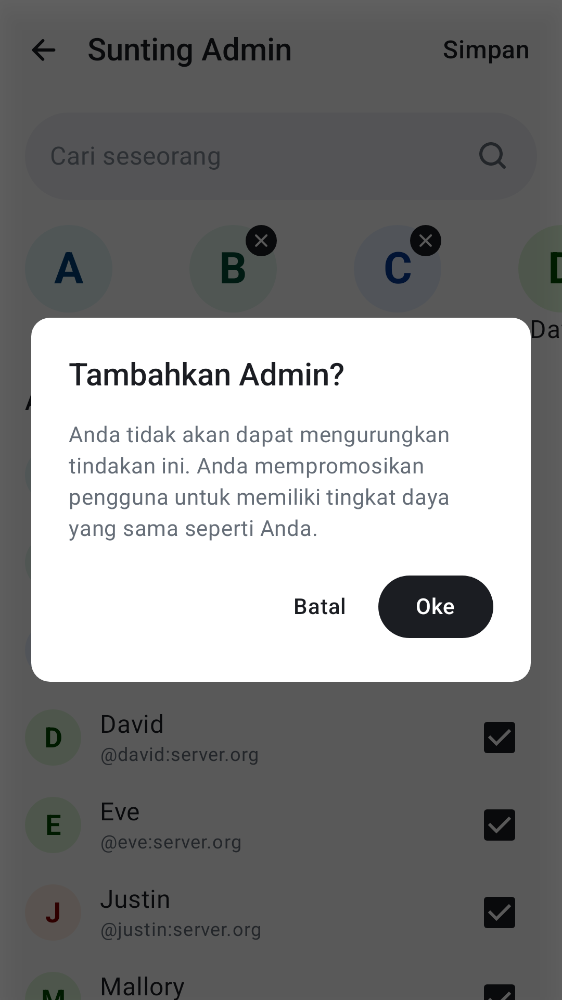 Sunting Admin
Simpan
Cari seseorang
A
B
C
Da
Tambahkan Admin?
Anda tidak akan dapat mengurungkan
tindakan ini. Anda mempromosikan
pengguna untuk memiliki tingkat daya
yang sama seperti Anda.
Batal
Oke
D
David
@david:server.org
E
Eve
@eve:server.org
J
Justin
@justin:server.org
M
Mallory